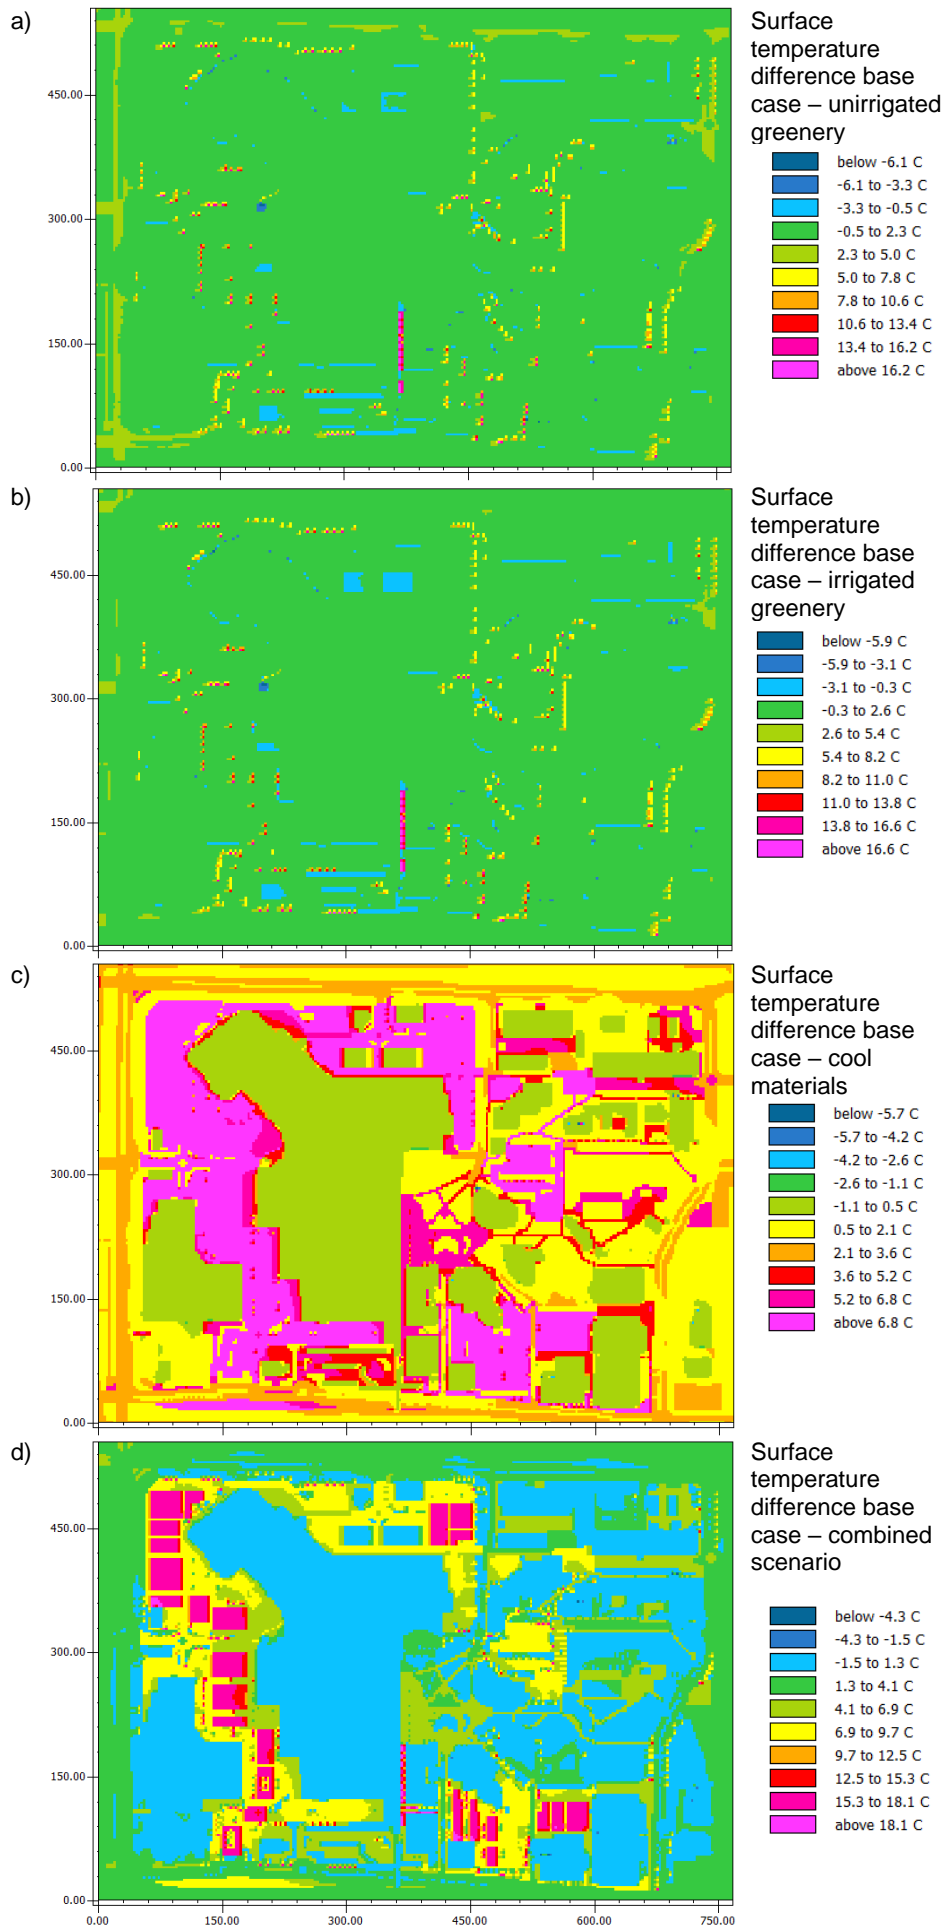 a)
Surface
temperature
difference base
case – unirrigated
greenery
below -6.1 C
-6.1 to -3.3 C
-3.3 to -0.5 C
-0.5 to 2.3 C
2.3 to 5.0 C
5.0 to 7.8 C
7.8 to 10.6 C
10.6 to 13.4 C
13.4 to 16.2 C
above 16.2 C
450.00
300.00
150.00
0.00
b)
Surface
temperature
difference base
case – irrigated
greenery
below -5.9 C
-5.9 to -3.1 C
-3.1 to -0.3 C
-0.3 to 2.6 C
2.6 to 5.4 C
5.4 to 8.2 C
8.2 to 11.0 C
11.0 to 13.8 C
13.8 to 16.6 C
above 16.6 C
450.00
300.00
150.00
0.00
c)
Surface
temperature
difference base
case – cool
materials
below -5.7 C
-5.7 to -4.2 C
-4.2 to -2.6 C
-2.6 to -1.1 C
-1.1 to 0.5 C
0.5 to 2.1 C
2.1 to 3.6 C
3.6 to 5.2 C
5.2 to 6.8 C
above 6.8 C
450.00
300.00
150.00
0.00
d)
Surface
temperature
difference base
case – combined
scenario
below -4.3 C
-4.3 to -1.5 C
-1.5 to 1.3 C
1.3 to 4.1 C
4.1 to 6.9 C
6.9 to 9.7 C
9.7 to 12.5 C
12.5 to 15.3 C
15.3 to 18.1 C
above 18.1 C
450.00
300.00
150.00
0.00
0.00 150.00 300.00 450.00 600.00 750.00